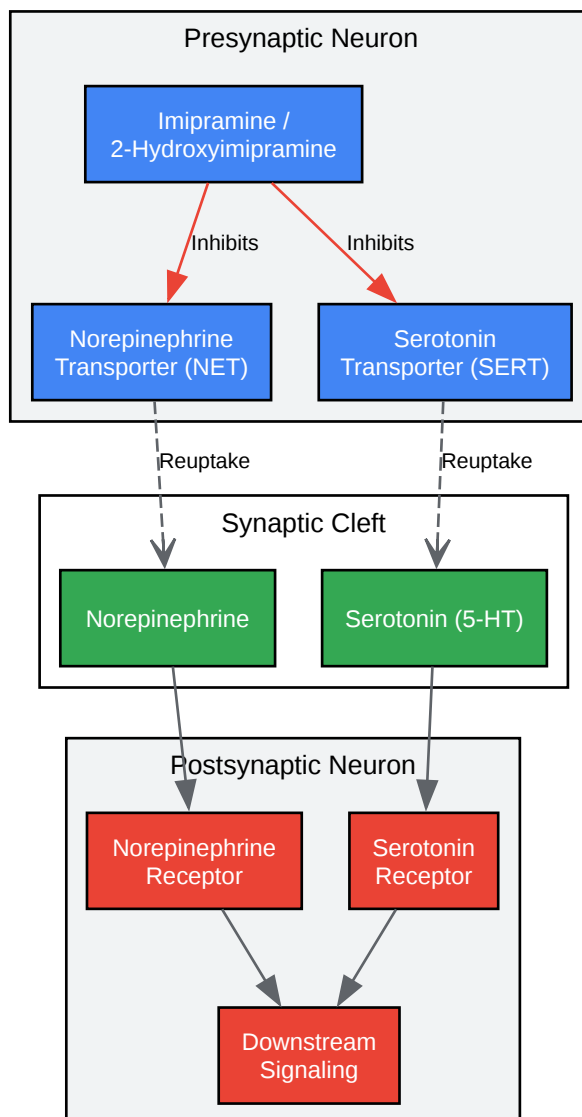 Presynaptic Neuron
Imipramine /
2-Hydroxyimipramine
Inhibits
Inhibits
Norepinephrine
Transporter (NET)
Serotonin
Transporter (SERT)
Reuptake
Reuptake
Synaptic Cleft
Norepinephrine
Serotonin (5-HT)
Postsynaptic Neuron
Norepinephrine
Receptor
Serotonin
Receptor
Downstream
Signaling